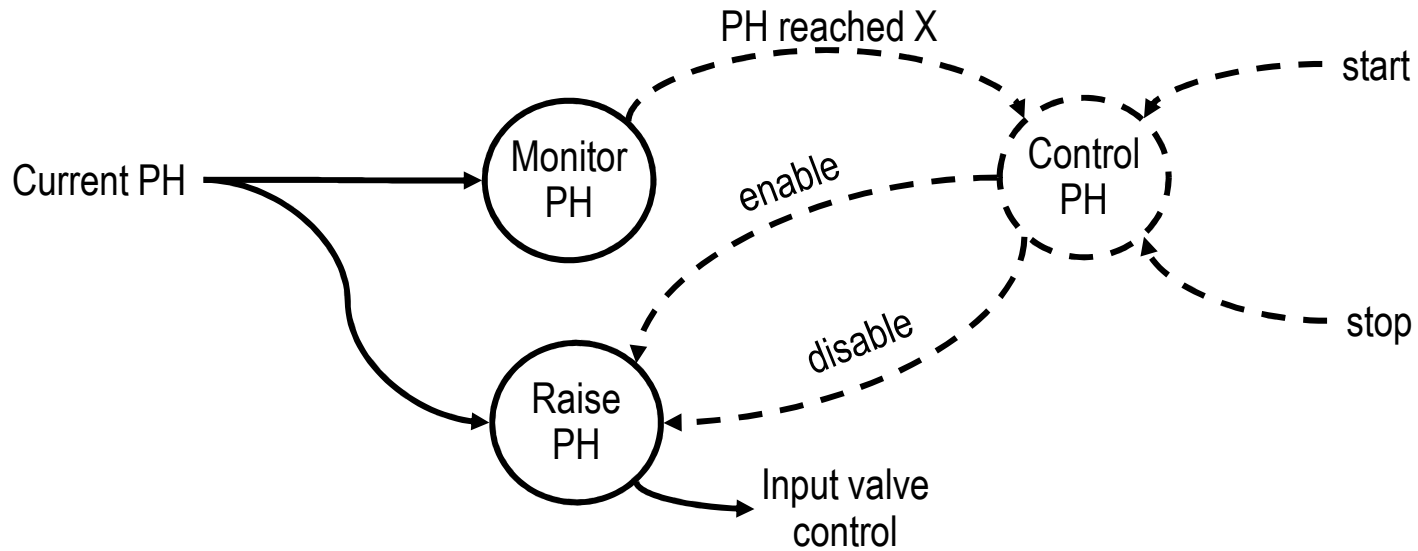 PH reached X
start
Monitor
PH
Control
PH
Current PH
enable
stop
disable
Raise
PH
Input valve
control